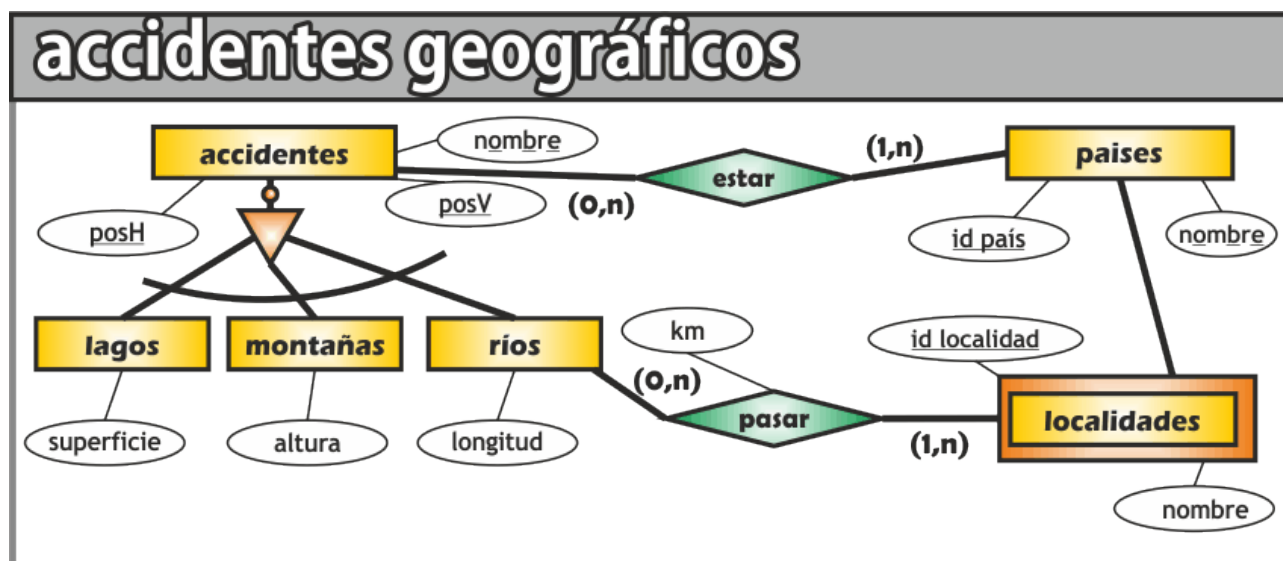 accidentes geográficos
accidentes
nombre
(1,n)
paises
estar
(0,n)
posV
posH
id país
nombre
lagos
montañas
ríos
km
id localidad
(0,n)
pasar
localidades
(1,n)
superficie
altura
longitud
nombre